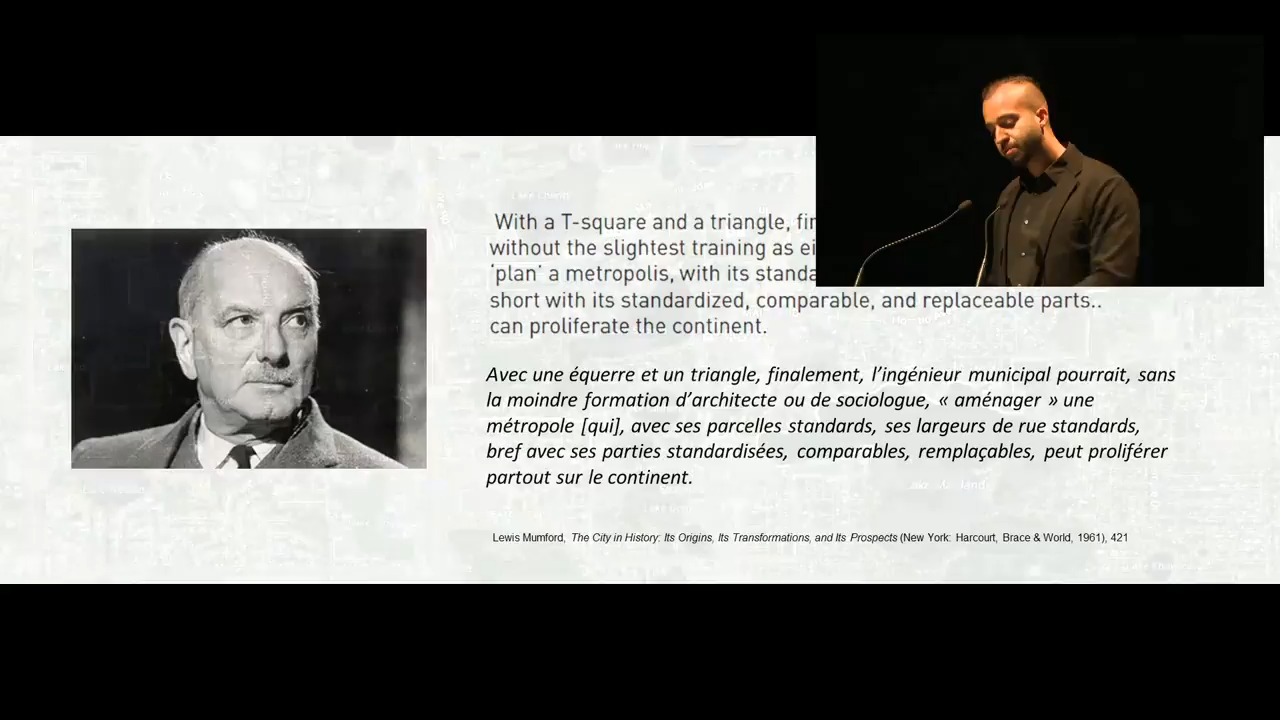 With a T-square and a triangle,
without the slightest training as
‘plan’ a metropolis, with its
short with its standardized, comparable, and replaceable parts..
can proliferate the continent.
Avec une équerre et un triangle, finalement, l’ingénieur municipal pourrait, sans
la moindre formation d’architecte ou de sociologue, « aménager » une
métropole [qui], avec ses parcelles standards, ses largeurs de rue standards,
bref avec ses parties standardisées, comparables, remplaçables, peut proliférer
partout sur le continent.
Lewis Mumford, The City in History: Its Origins, Its Transformations, and Its Prospects (New York: Harcourt, Brace & World, 1961), 421